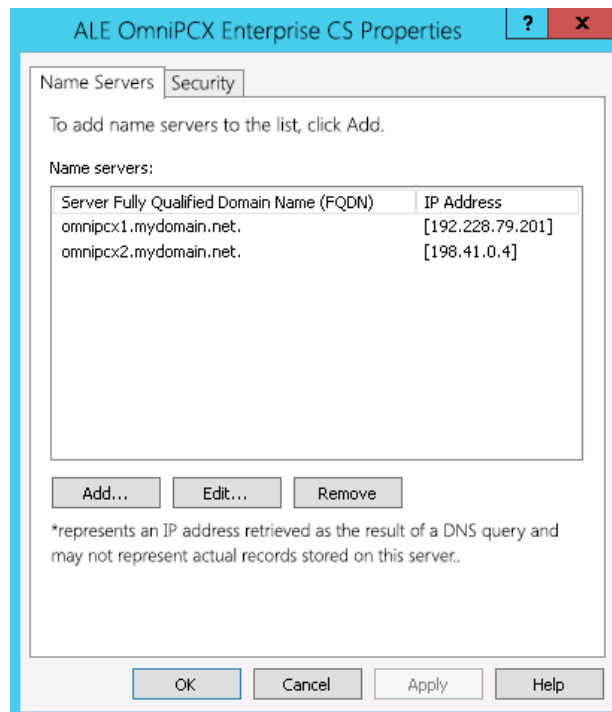 ALE OmniPCX Enterprise CS Properties ? x
Name Servers Security
To add name servers to the list, click Add.
Name servers:
Server Fully Qualified Domain Name (FQDN) IP Address
omnipcx1.mydomain.net. [192.228.79.201]
omnipcx2.mydomain.net. [198.41.0.4]
Add... Edit... Remove
*represents an IP address retrieved as the result of a DNS query and
may not represent actual records stored on this server..
OK Cancel Apply Help